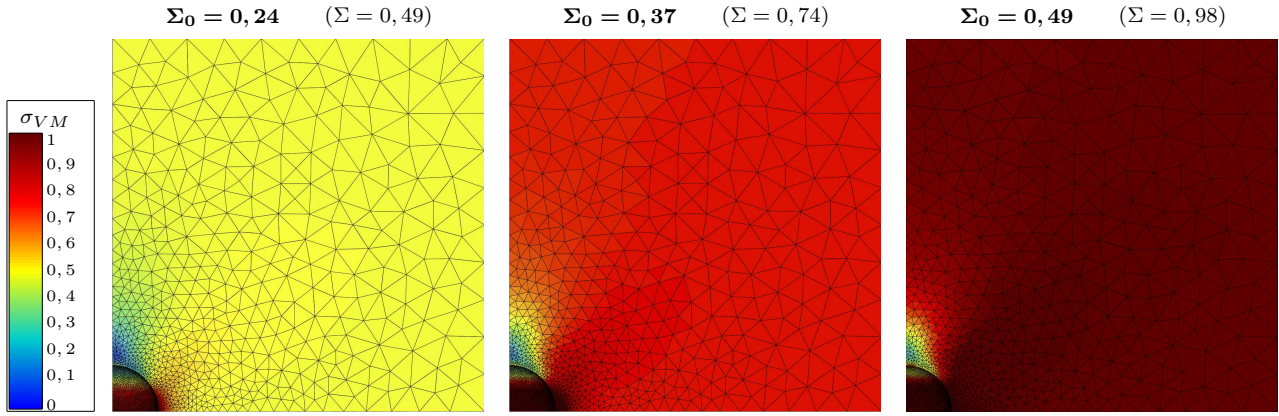 Σ₀ = 0, 24 (Σ = 0, 49)
Σ₀ = 0, 37 (Σ = 0, 74)
Σ₀ = 0, 49 (Σ = 0, 98)
σ_VM
1
0, 9
0, 8
0, 7
0, 6
0, 5
0, 4
0, 3
0, 2
0, 1
0